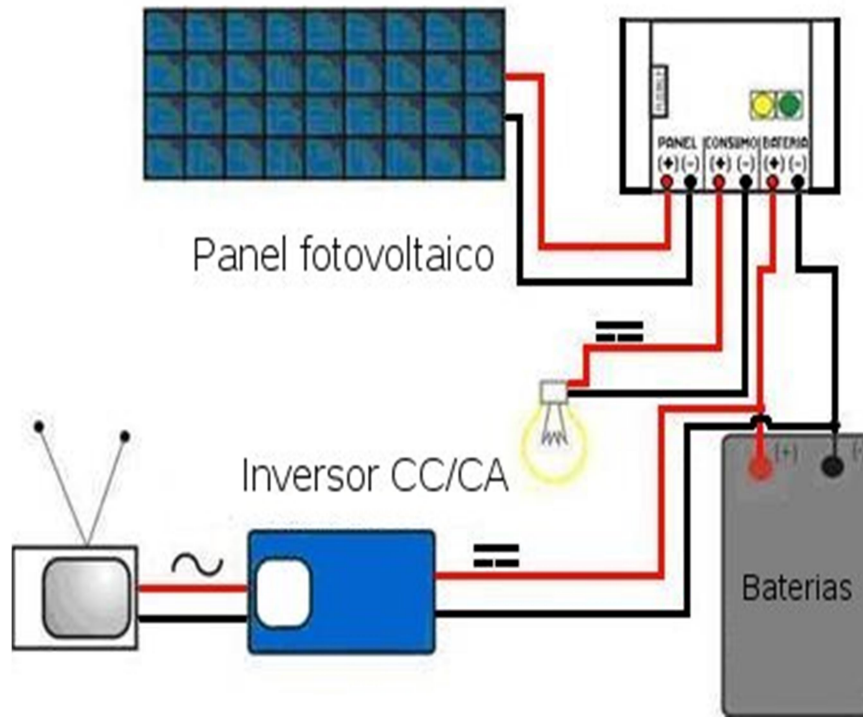 PANEL CONSUMO BATERIA
(+) (-) (+) (-) (+) (-)
Panel fotovoltaico
Inversor CC/CA
(+)
Baterias